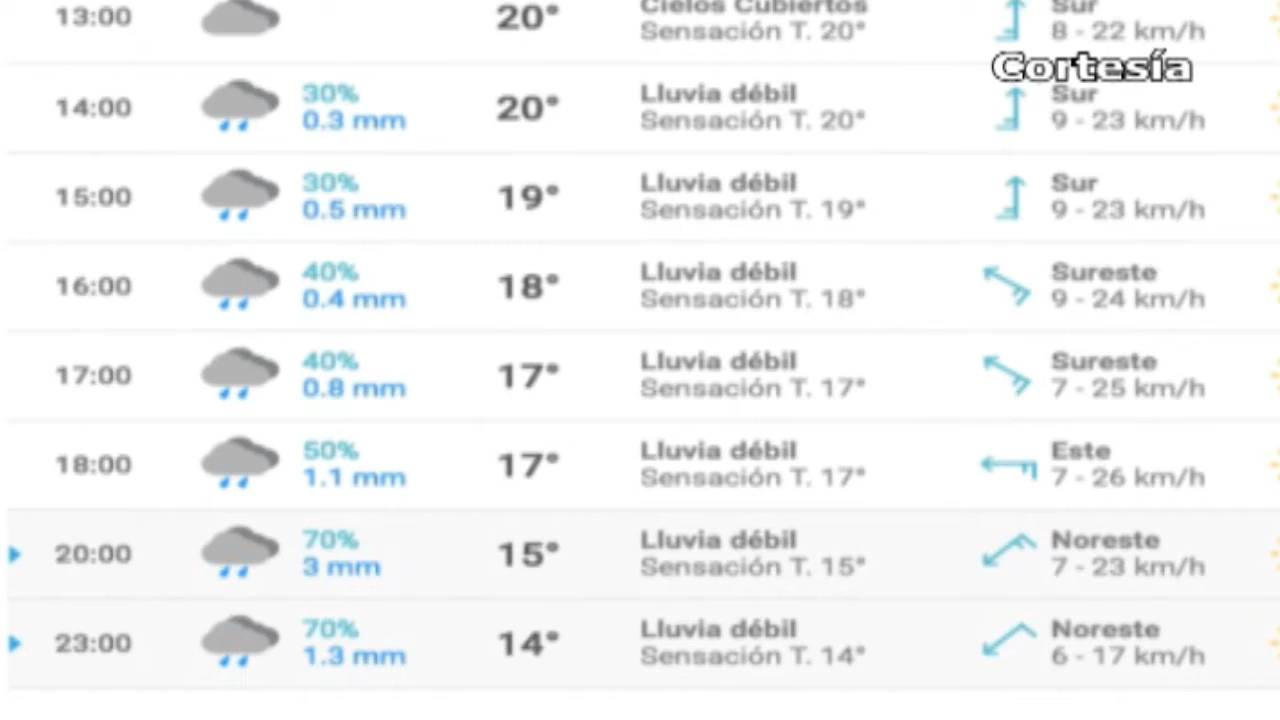 13:00 20° Cielos Cubiertos Sur
Sensación T. 20° 8 - 22 km/h
Cortesía
14:00 30% 20° Lluvia débil Sur
0.3 mm Sensación T. 20° 9 - 23 km/h
15:00 30% 19° Lluvia débil Sur
0.5 mm Sensación T. 19° 9 - 23 km/h
16:00 40% 18° Lluvia débil Sureste
0.4 mm Sensación T. 18° 9 - 24 km/h
17:00 40% 17° Lluvia débil Sureste
0.8 mm Sensación T. 17° 7 - 25 km/h
18:00 50% 17° Lluvia débil Este
1.1 mm Sensación T. 17° 7 - 26 km/h
20:00 70% 15° Lluvia débil Noreste
3 mm Sensación T. 15° 7 - 23 km/h
23:00 70% 14° Lluvia débil Noreste
1.3 mm Sensación T. 14° 6 - 17 km/h